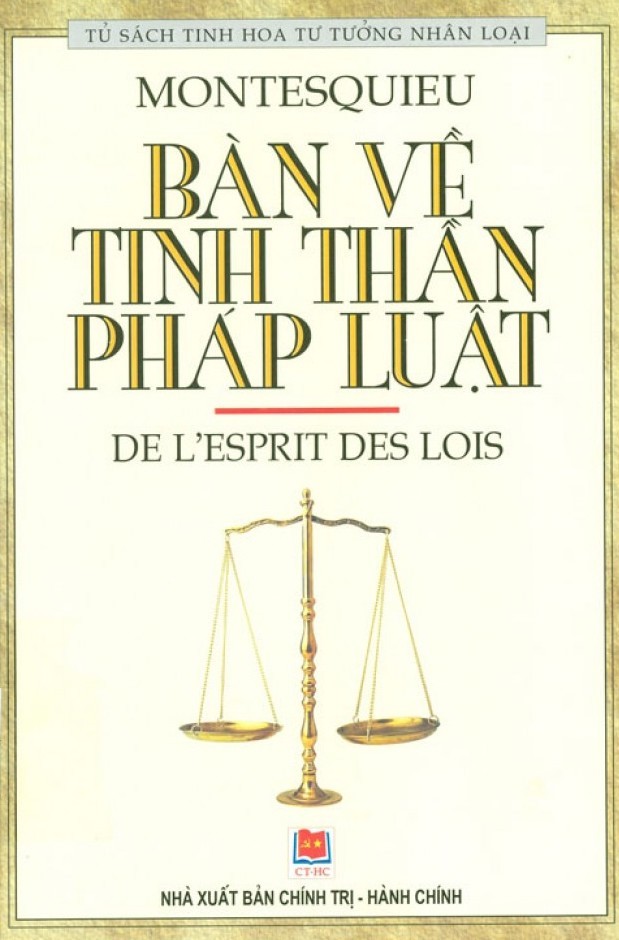 TỦ SÁCH TINH HOA TƯ TƯỞNG NHÂN LOẠI
MONTESQUIEU
BÀN VỀ
TINH THẦN
PHÁP LUẬT
DE L'ESPRIT DES LOIS
CT-HC
NHÀ XUẤT BẢN CHÍNH TRỊ - HÀNH CHÍNH